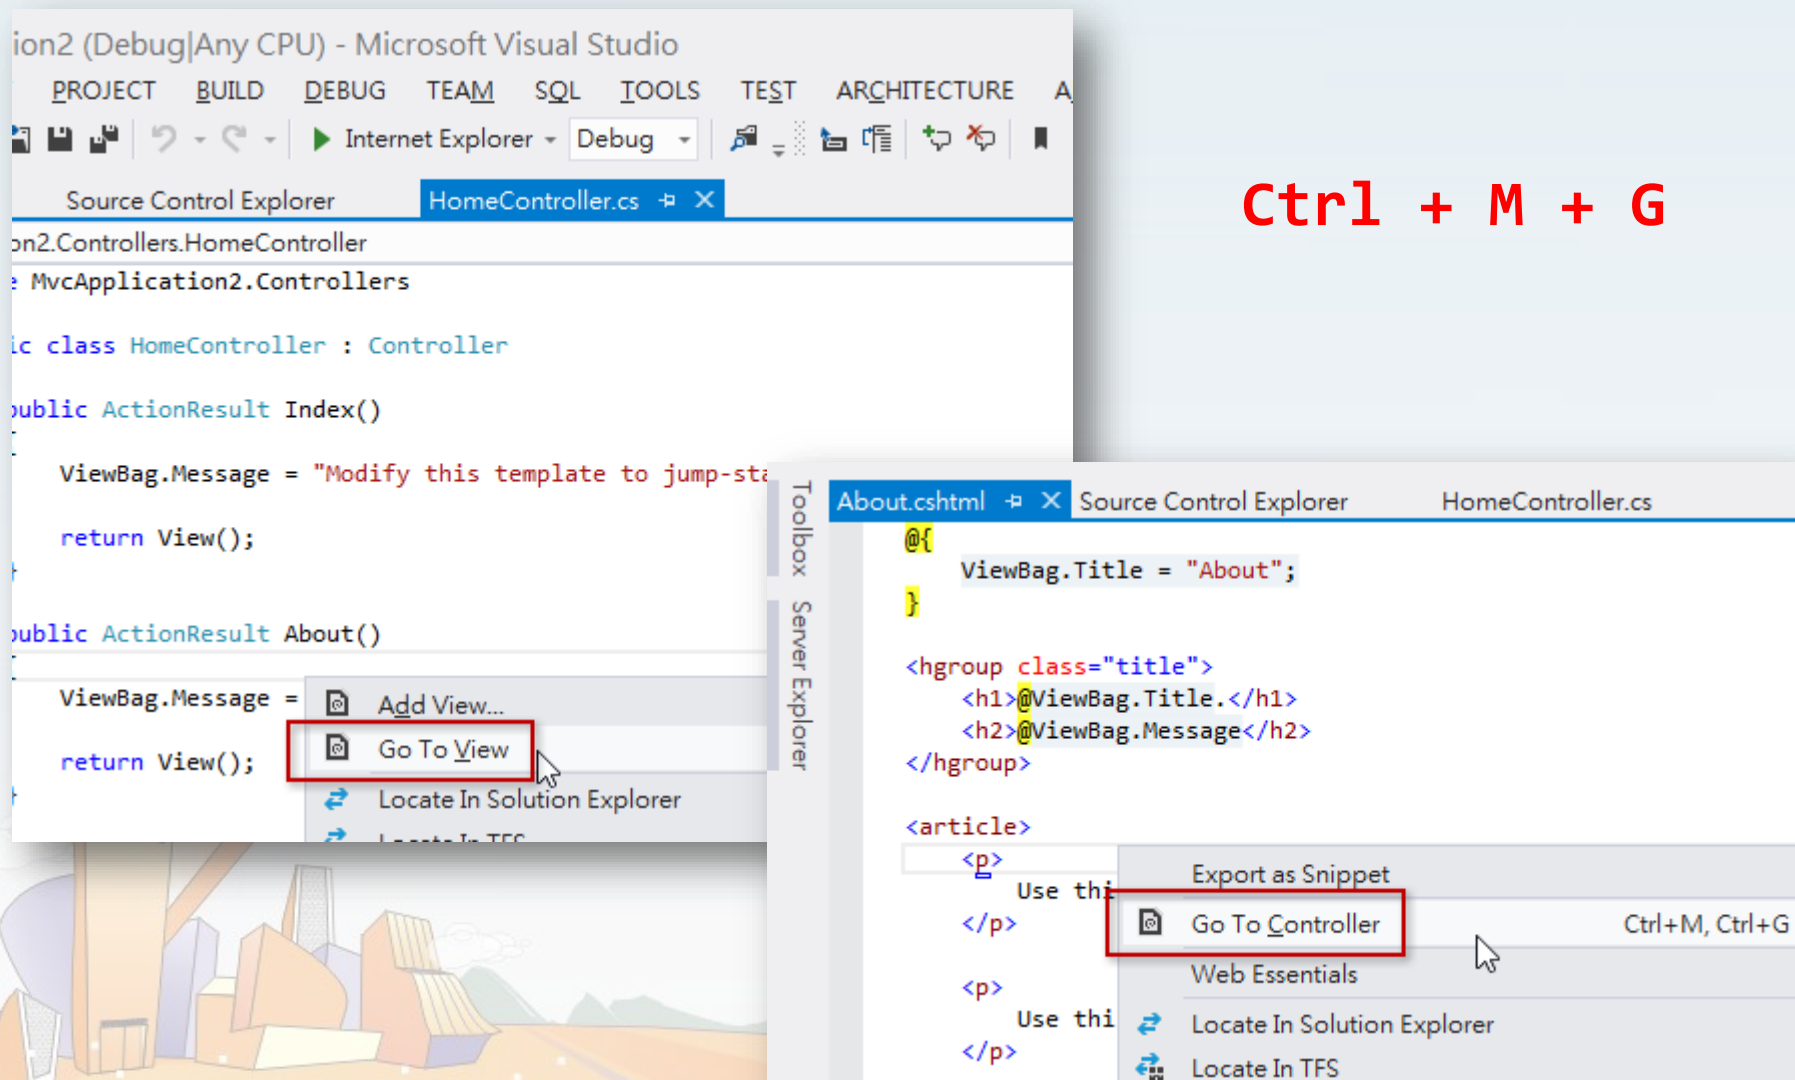 ion2 (Debug|Any CPU) - Microsoft Visual Studio
PROJECT BUILD DEBUG TEAM SQL TOOLS TEST ARCHITECTURE A
Internet Explorer Debug
Source Control Explorer HomeController.cs
on2.Controllers.HomeController
e MvcApplication2.Controllers
ic class HomeController : Controller
public ActionResult Index()
{
ViewBag.Message = "Modify this template to jump-sta
return View();
}
public ActionResult About()
{
ViewBag.Message =
return View();
}
Add View...
Go To View
Locate In Solution Explorer
Locate In TFS
Ctrl + M + G
Toolbox
Server Explorer
About.cshtml Source Control Explorer HomeController.cs
@{
ViewBag.Title = "About";
}
<hgroup class="title">
<h1>@ViewBag.Title.</h1>
<h2>@ViewBag.Message</h2>
</hgroup>
<article>
<p>
Use thi
</p>
<p>
Use thi
</p>
Export as Snippet
Go To Controller Ctrl+M, Ctrl+G
Web Essentials
Locate In Solution Explorer
Locate In TFS